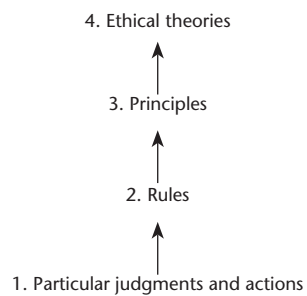 4. Ethical theories
3. Principles
2. Rules
1. Particular judgments and actions